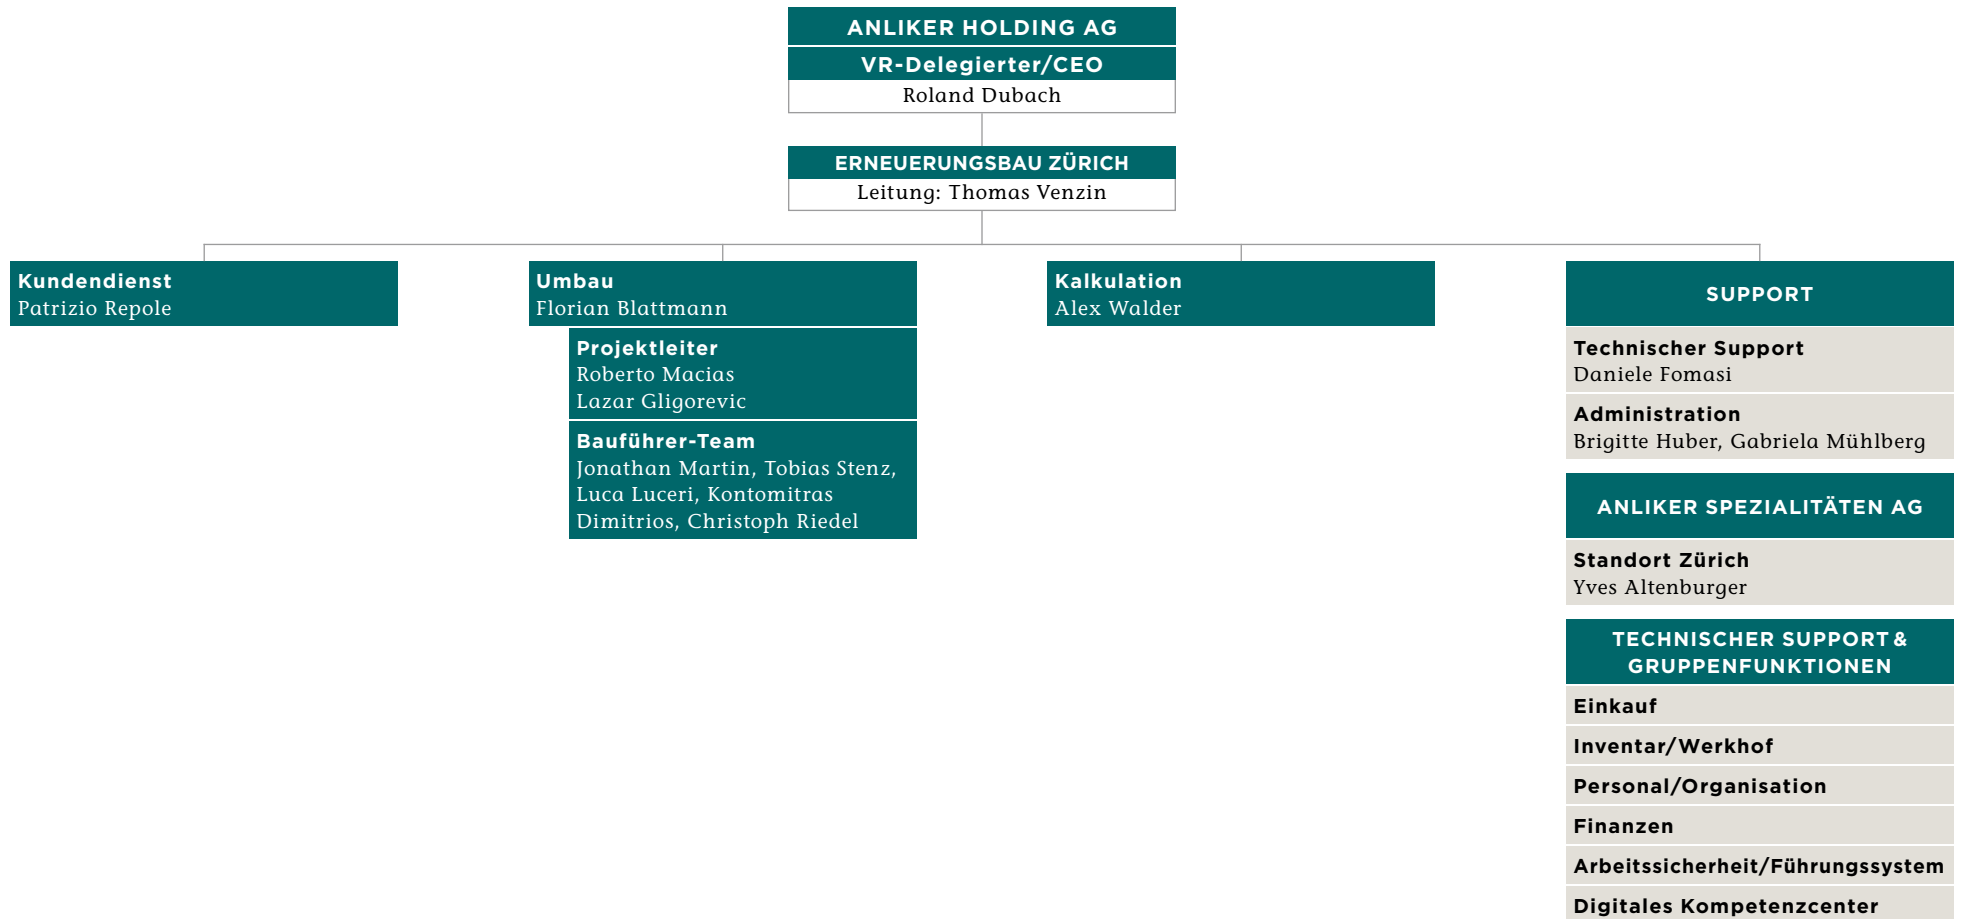 ANLIKER HOLDING AG
VR-Delegierter/CEO
Roland Dubach
ERNEUERUNGSBAU ZÜRICH
Leitung: Thomas Venzin
Kundendienst
Patrizio Repole
Umbau
Florian Blattmann
Projektleiter
Roberto Macias
Lazar Gligorevic
Bauführer-Team
Jonathan Martin, Tobias Stenz,
Luca Luceri, Kontomitras
Dimitrios, Christoph Riedel
Kalkulation
Alex Walder
SUPPORT
Technischer Support
Daniele Fomasi
Administration
Brigitte Huber, Gabriela Mühlberg
ANLIKER SPEZIALITÄTEN AG
Standort Zürich
Yves Altenburger
TECHNISCHER SUPPORT &
GRUPPENFUNKTIONEN
Einkauf
Inventar/Werkhof
Personal/Organisation
Finanzen
Arbeitssicherheit/Führungssystem
Digitales Kompetenzcenter